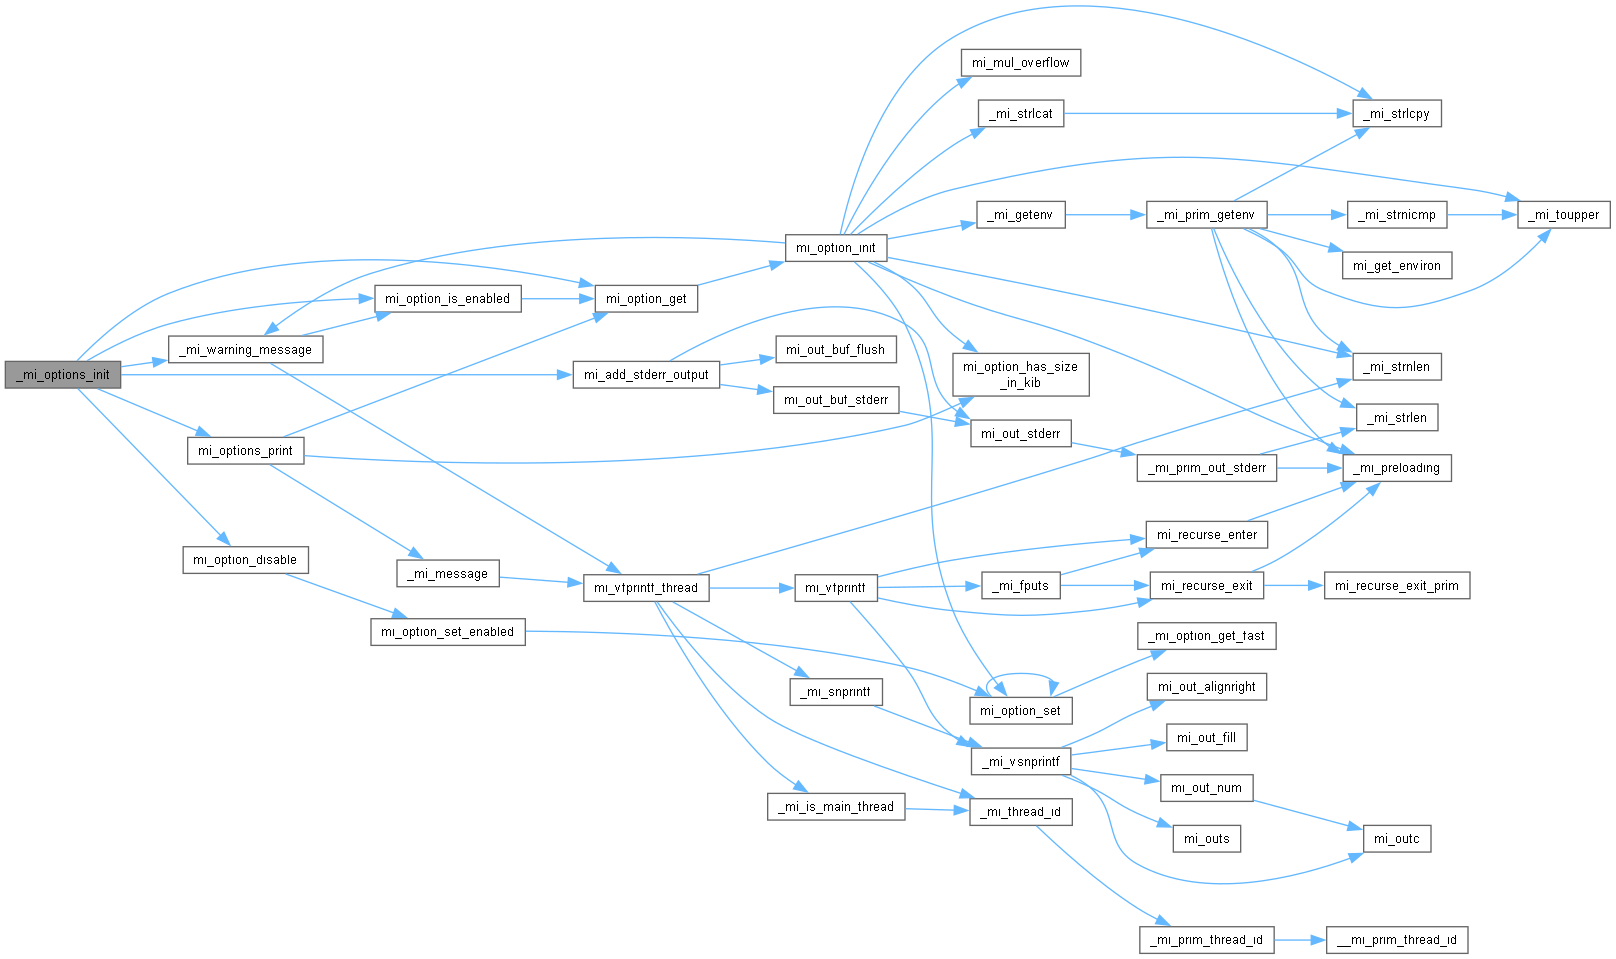 _mi_options_init
_mi_warning_message
mi_options_print
mi_option_disable
mi_option_is_enabled
_mi_message
mi_option_set_enabled
mi_option_get
mi_add_stderr_output
mi_vfprintf_thread
mi_option_init
mi_out_buf_flush
mi_out_buf_stderr
mi_vfprintf
_mi_snprintf
_mi_is_main_thread
mi_mul_overflow
_mi_strlcat
_mi_getenv
mi_option_has_size
_in_kib
mi_out_stderr
_mi_fputs
mi_option_set
_mi_vsnprintf
_mi_thread_id
_mi_prim_getenv
_mi_prim_out_stderr
mi_recurse_enter
mi_recurse_exit
_mi_option_get_fast
mi_out_alignright
mi_out_fill
mi_out_num
mi_outs
_mi_prim_thread_id
_mi_strlcpy
_mi_strnicmp
mi_get_environ
_mi_strnlen
_mi_strlen
_mi_preloading
mi_recurse_exit_prim
mi_outc
__mi_prim_thread_id
_mi_toupper